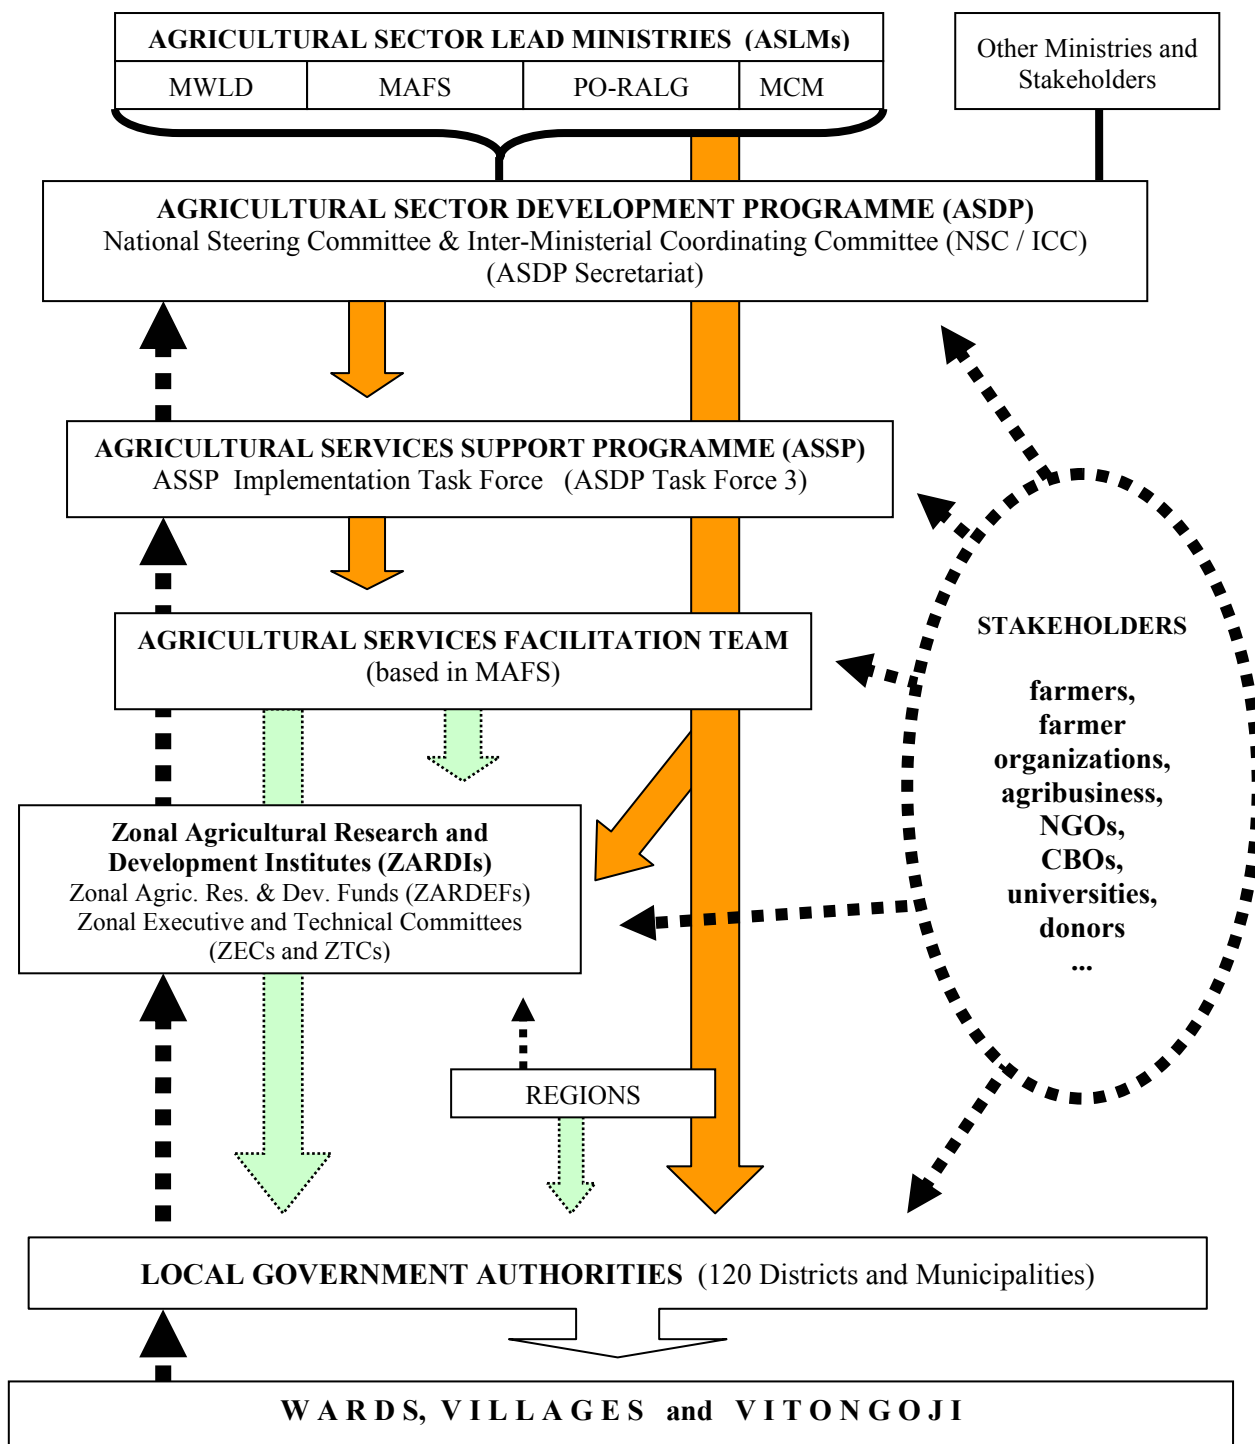 AGRICULTURAL SECTOR LEAD MINISTRIES (ASLMs)
MWLD
MAFS
PO-RALG
MCM
Other Ministries and
Stakeholders
AGRICULTURAL SECTOR DEVELOPMENT PROGRAMME (ASDP)
National Steering Committee & Inter-Ministerial Coordinating Committee (NSC / ICC)
(ASDP Secretariat)
AGRICULTURAL SERVICES SUPPORT PROGRAMME (ASSP)
ASSP Implementation Task Force (ASDP Task Force 3)
AGRICULTURAL SERVICES FACILITATION TEAM
(based in MAFS)
STAKEHOLDERS
farmers,
farmer
organizations,
agribusiness,
NGOs,
CBOs,
universities,
donors
...
Zonal Agricultural Research and
Development Institutes (ZARDIs)
Zonal Agric. Res. & Dev. Funds (ZARDEFs)
Zonal Executive and Technical Committees
(ZECs and ZTCs)
REGIONS
LOCAL GOVERNMENT AUTHORITIES (120 Districts and Municipalities)
W A R D S, V I L L A G E S and V I T O N G O J I